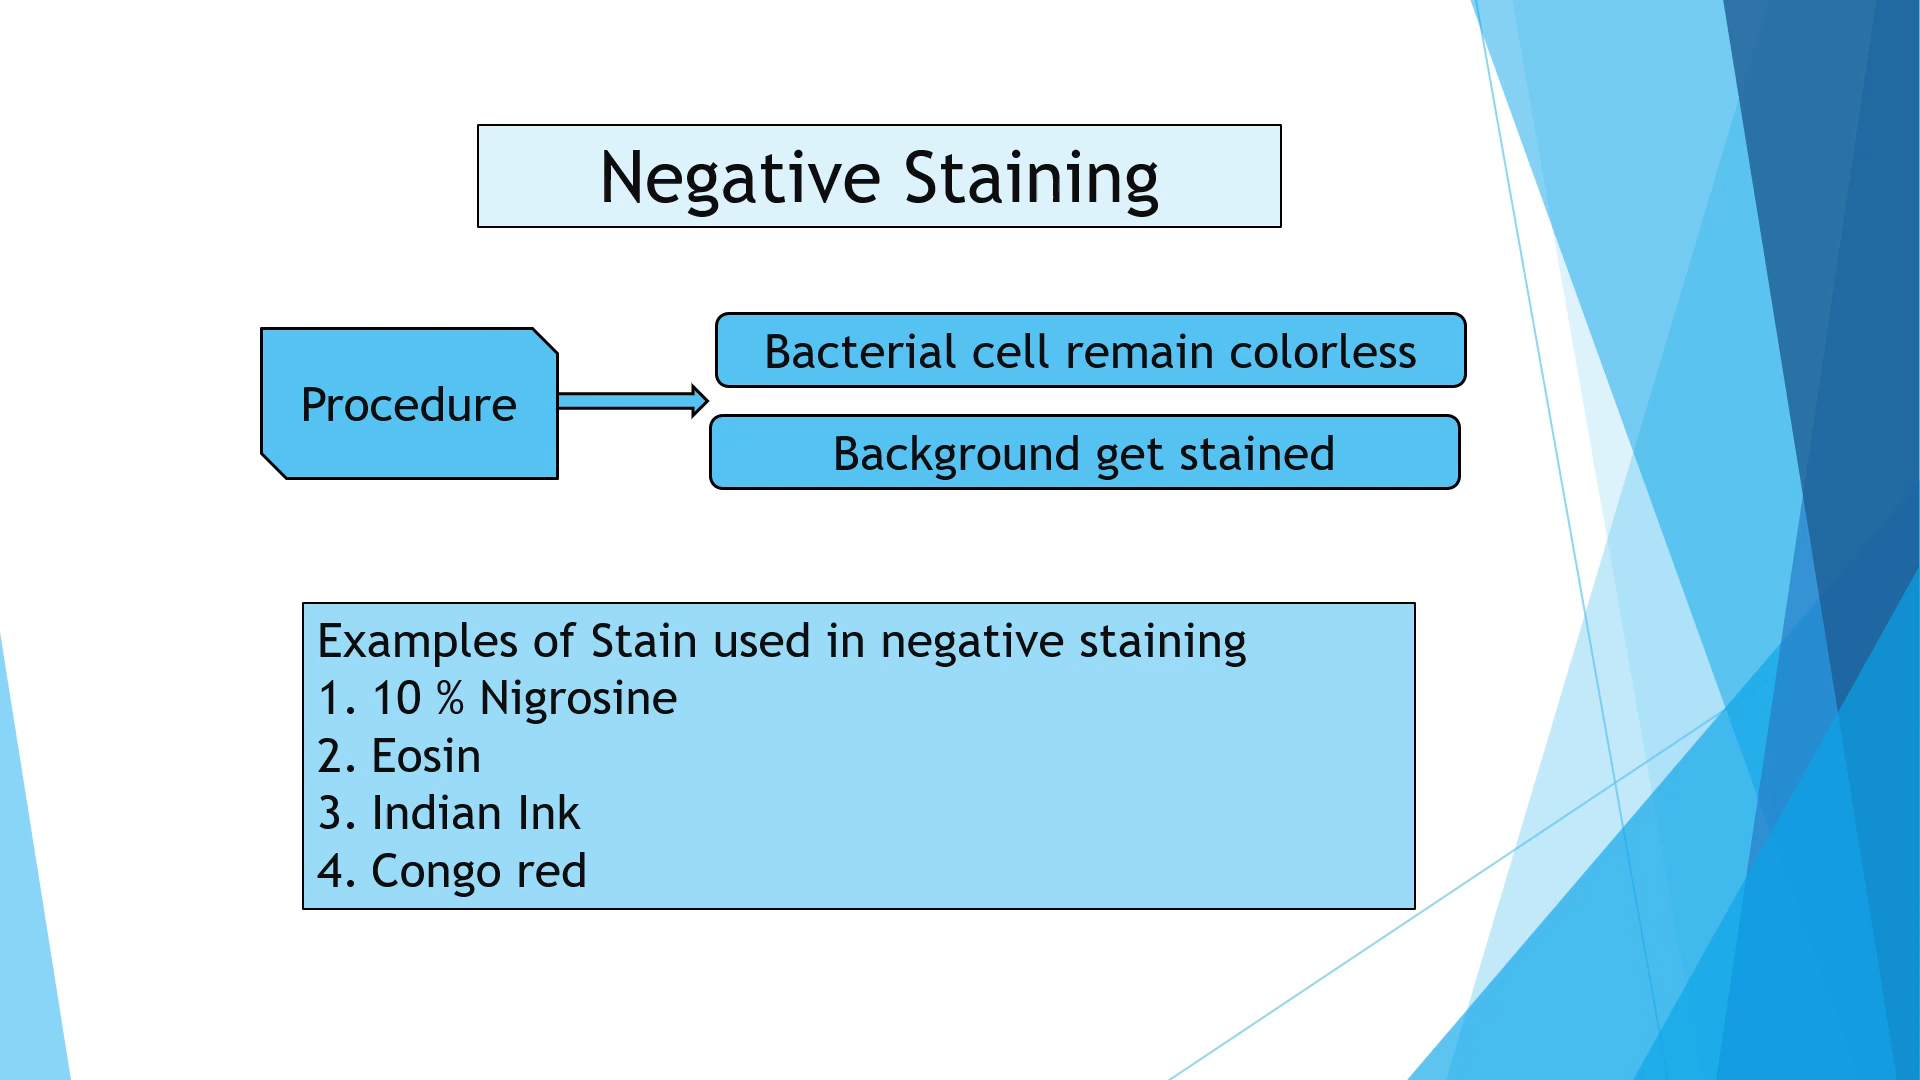 Negative Staining
Procedure
Bacterial cell remain colorless
Background get stained
Examples of Stain used in negative staining
1. 10 % Nigrosine
2. Eosin
3. Indian Ink
4. Congo red